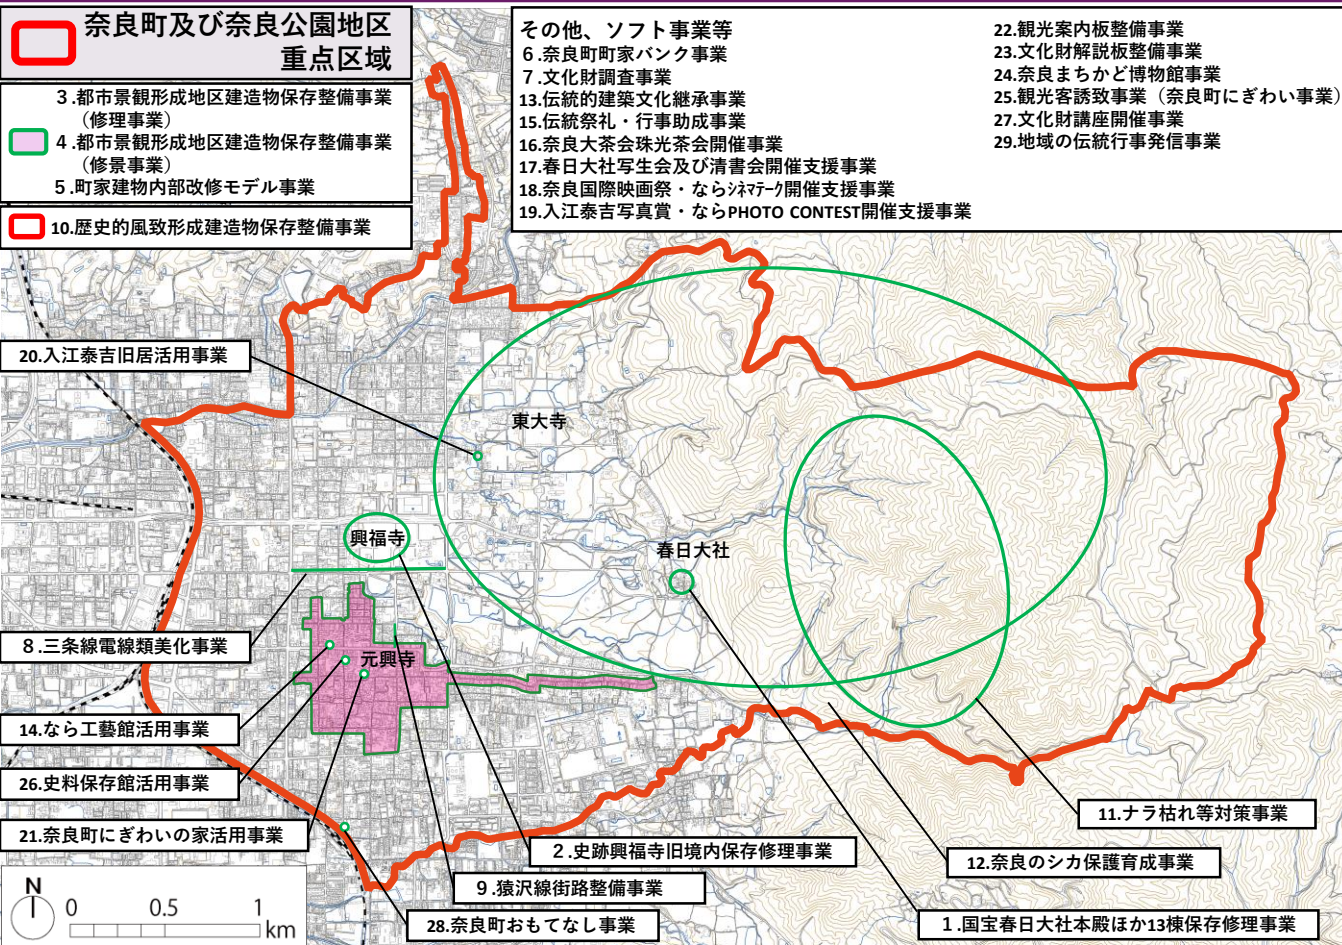 奈良町及び奈良公園地区
重点区域
3.都市景観形成地区建造物保存整備事業
（修理事業）
4.都市景観形成地区建造物保存整備事業
（修景事業）
5.町家建物内部改修モデル事業
10.歴史的風致形成建造物保存整備事業
その他、ソフト事業等
6.奈良町町家バンク事業
7.文化財調査事業
13.伝統的建築文化継承事業
15.伝統祭礼・行事助成事業
16.奈良大茶会珠光茶会開催事業
17.春日大社写生会及び清書会開催支援事業
18.奈良国際映画祭・ならｼﾈﾏﾃｰｸ開催支援事業
19.入江泰吉写真賞・ならPHOTO CONTEST開催支援事業
22.観光案内板整備事業
23.文化財解説板整備事業
24.奈良まちかど博物館事業
25.観光客誘致事業（奈良町にぎわい事業）
27.文化財講座開催事業
29.地域の伝統行事発信事業
20.入江泰吉旧居活用事業
東大寺
興福寺
春日大社
8.三条線電線類美化事業
元興寺
14.なら工藝館活用事業
26.史料保存館活用事業
21.奈良町にぎわいの家活用事業
11.ナラ枯れ等対策事業
2.史跡興福寺旧境内保存修理事業
12.奈良のシカ保護育成事業
9.猿沢線街路整備事業
28.奈良町おもてなし事業
1.国宝春日大社本殿ほか13棟保存修理事業
N
0 0.5 1
km